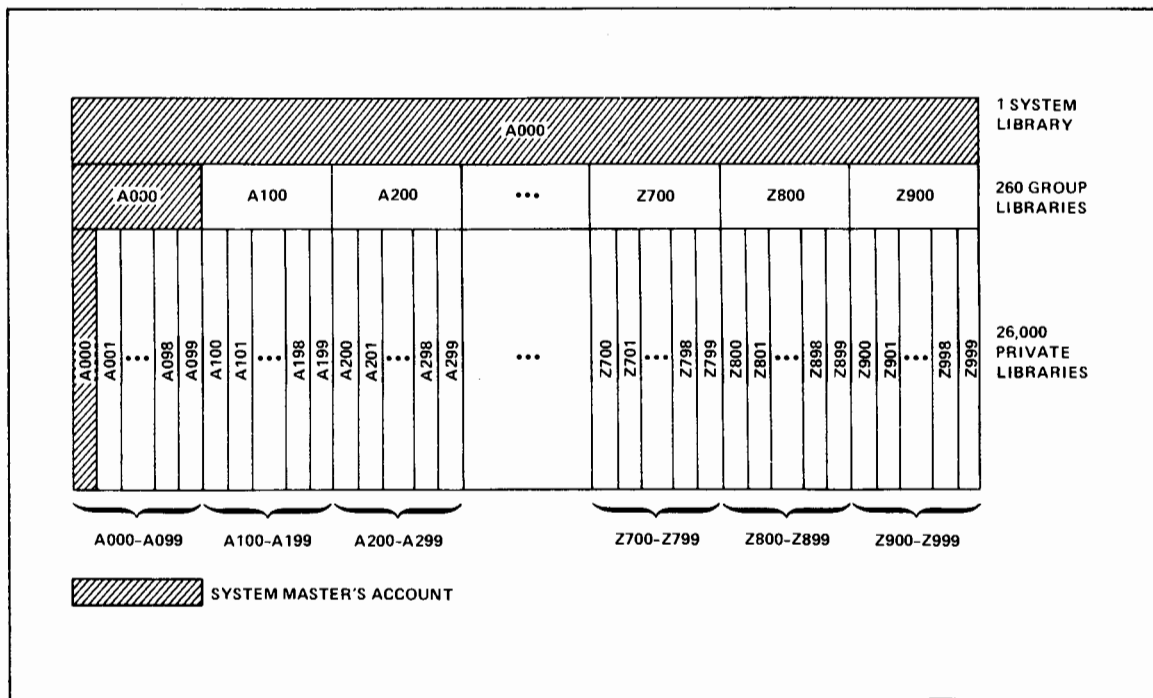 1 SYSTEM
LIBRARY
A000
A000
A100
A200
•••
Z700
Z800
Z900
260 GROUP
LIBRARIES
A000
A001
•••
A098
A099
A100
A101
•••
A198
A199
A200
A201
•••
A298
A299
•••
Z700
Z701
•••
Z798
Z799
Z800
Z801
•••
Z898
Z899
Z900
Z901
•••
Z998
Z999
26,000
PRIVATE
LIBRARIES
A000-A099
A100-A199
A200-A299
Z700-Z799
Z800-Z899
Z900-Z999
SYSTEM MASTER'S ACCOUNT